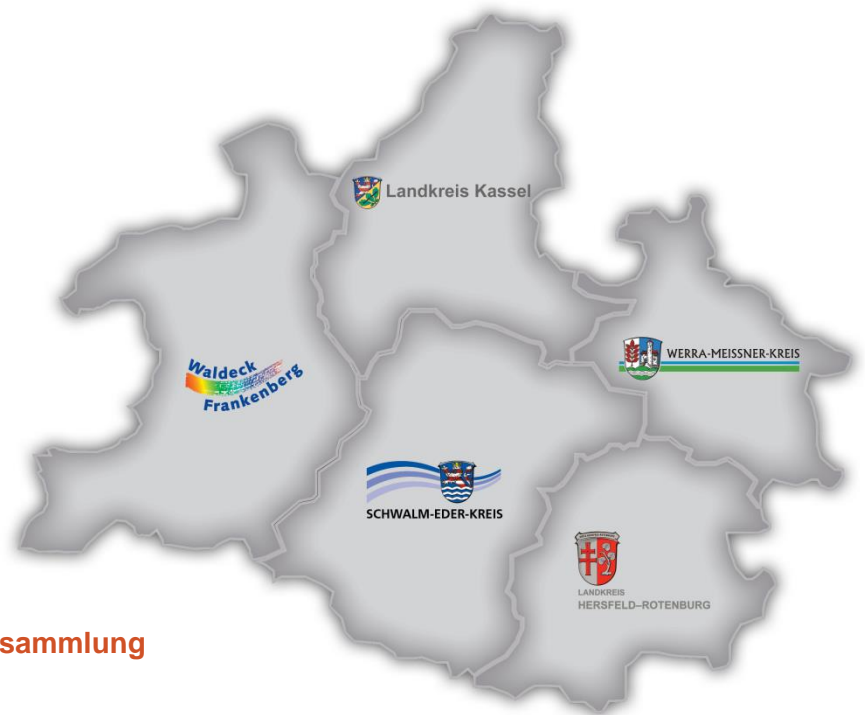 Landkreis Kassel
WERRA-MEISSNER-KREIS
Waldeck
Frankenberg
SCHWALM-EDER-KREIS
LANDKREIS
HERSFELD–ROTENBURG
sammlung